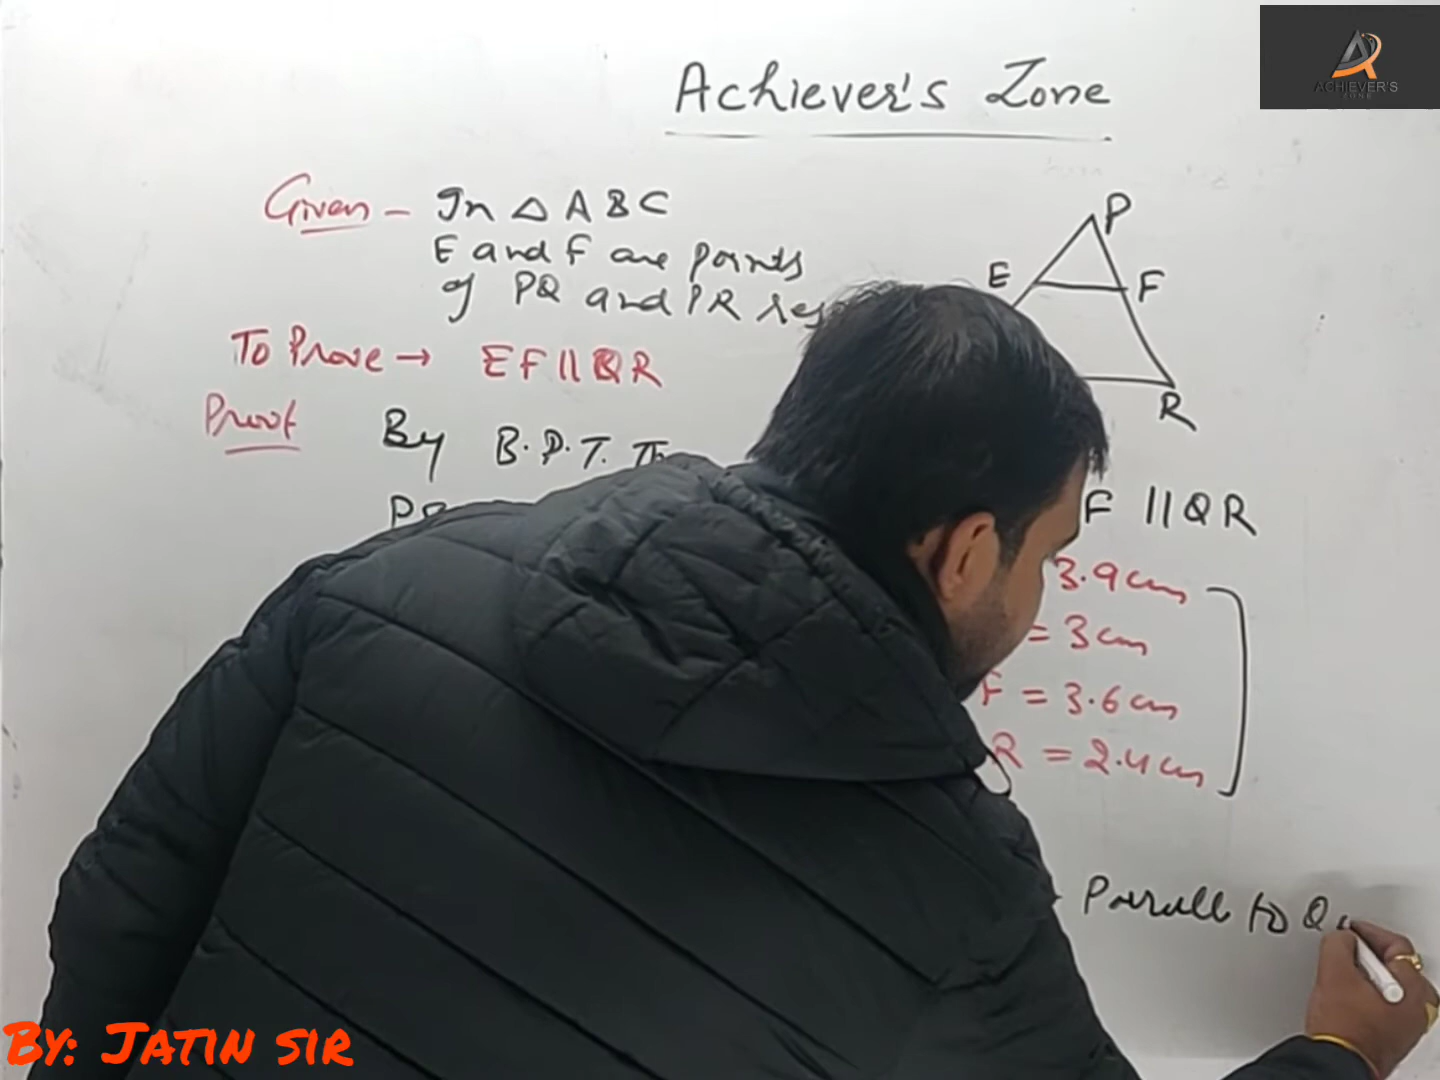 Achiever's Zone
ACHIEVER'S
ZONE
Given - In △ ABC
E and F are points
of PQ and PR
To Prove → EF || QR
Proof By B.P.T.
P
E F
R
F || QR
3.9cm
= 3cm
F = 3.6cm
R = 2.4cm
to Q
By: Jatin sir